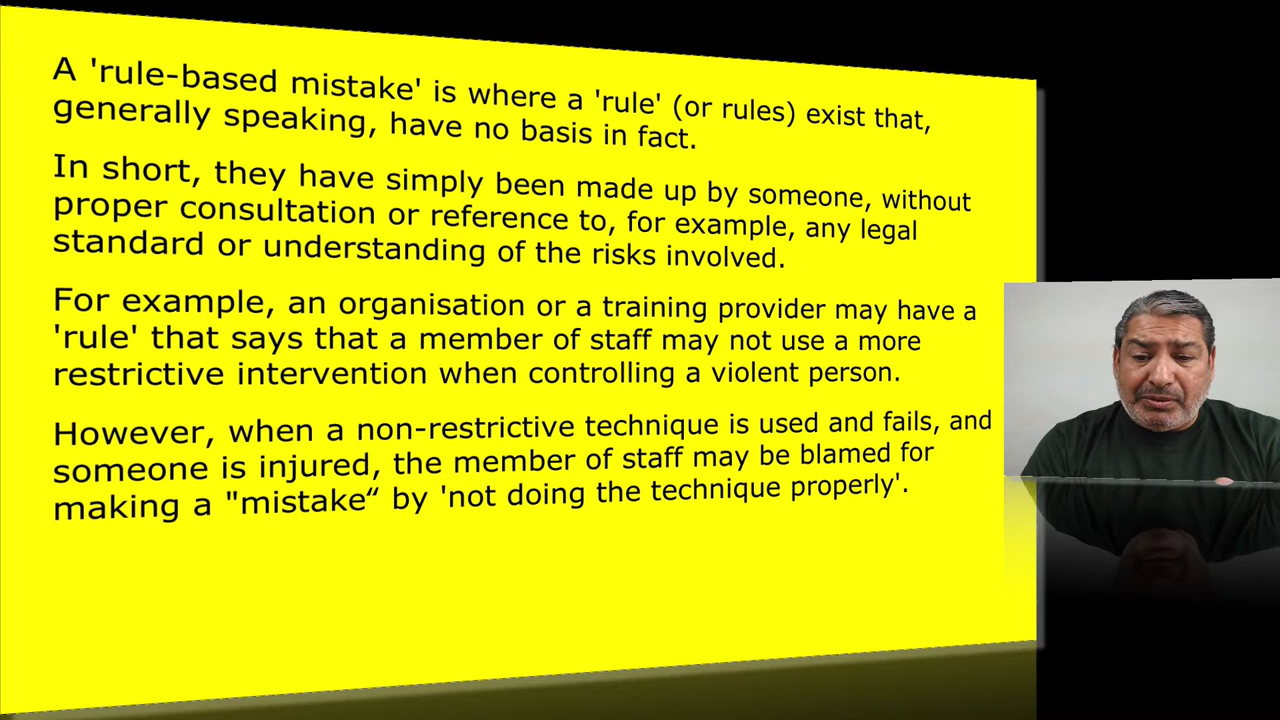 A 'rule-based mistake' is where a 'rule' (or rules) exist that,
generally speaking, have no basis in fact.
In short, they have simply been made up by someone, without
proper consultation or reference to, for example, any legal
standard or understanding of the risks involved.
For example, an organisation or a training provider may have a
'rule' that says that a member of staff may not use a more
restrictive intervention when controlling a violent person.
However, when a non-restrictive technique is used and fails, and
someone is injured, the member of staff may be blamed for
making a "mistake“ by 'not doing the technique properly'.